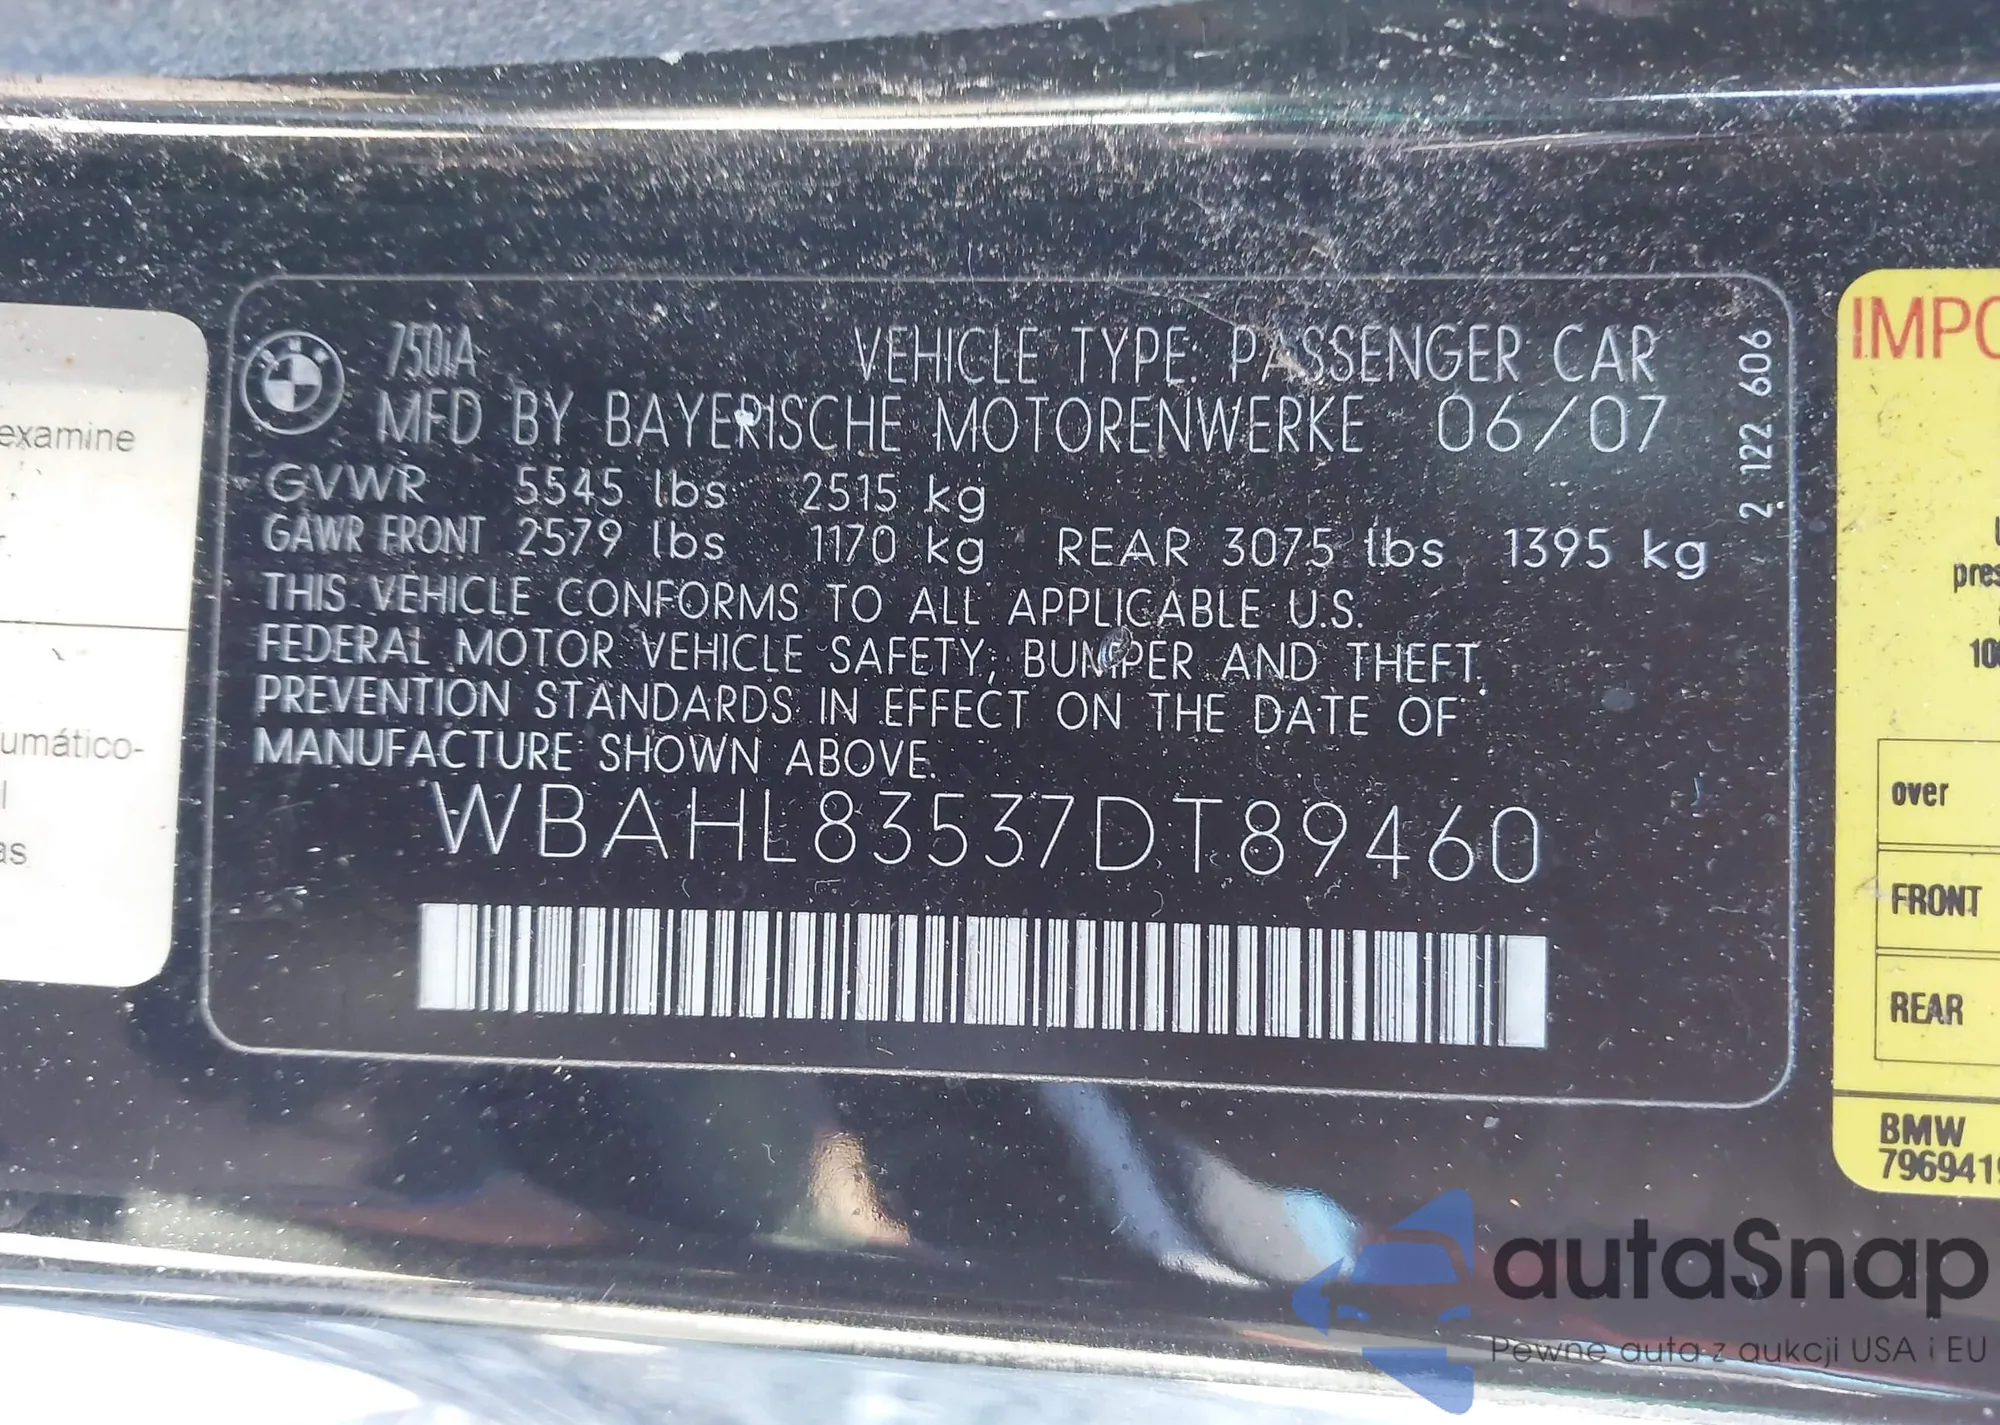 examine
r.
umático-
l
as
750iA VEHICLE TYPE: PASSENGER CAR
MFD BY BAYERISCHE MOTORENWERKE 06/07
GVWR 5545 lbs 2515 kg
GAWR FRONT 2579 lbs 1170 kg REAR 3075 lbs 1395 kg
THIS VEHICLE CONFORMS TO ALL APPLICABLE U.S.
FEDERAL MOTOR VEHICLE SAFETY, BUMPER AND THEFT
PREVENTION STANDARDS IN EFFECT ON THE DATE OF
MANUFACTURE SHOWN ABOVE.
WBAHL83537DT89460
2 122 606
IMPO
pres
100
over
FRONT
REAR
BMW
7969419
autaSnap
Pewne auta z aukcji USA i EU